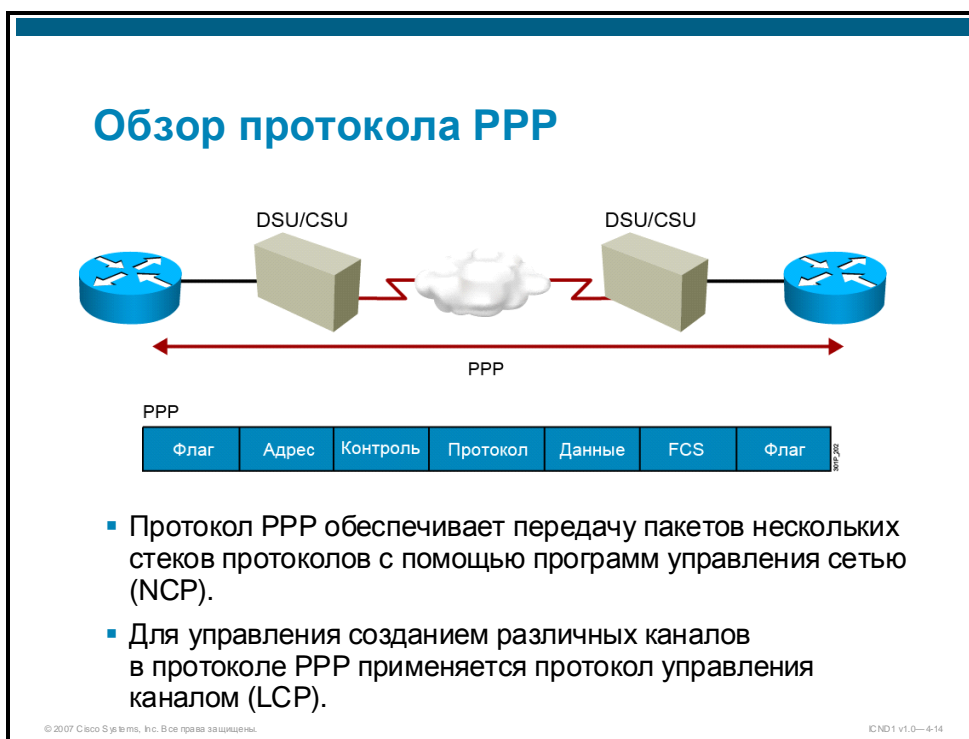 Обзор протокола PPP
DSU/CSU
DSU/CSU
PPP
PPP
Флаг
Адрес
Контроль
Протокол
Данные
FCS
Флаг
301P_202
Протокол PPP обеспечивает передачу пакетов нескольких
стеков протоколов с помощью программ управления сетью
(NCP).
Для управления созданием различных каналов
в протоколе PPP применяется протокол управления
каналом (LCP).
© 2007 Cisco Systems, Inc. Все права защищены.
ICND1 v1.0—4-14